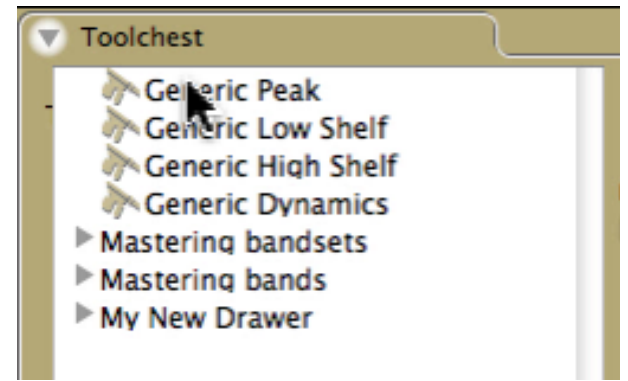 Toolchest
Generic Peak
Generic Low Shelf
Generic High Shelf
Generic Dynamics
Mastering bandsets
Mastering bands
My New Drawer